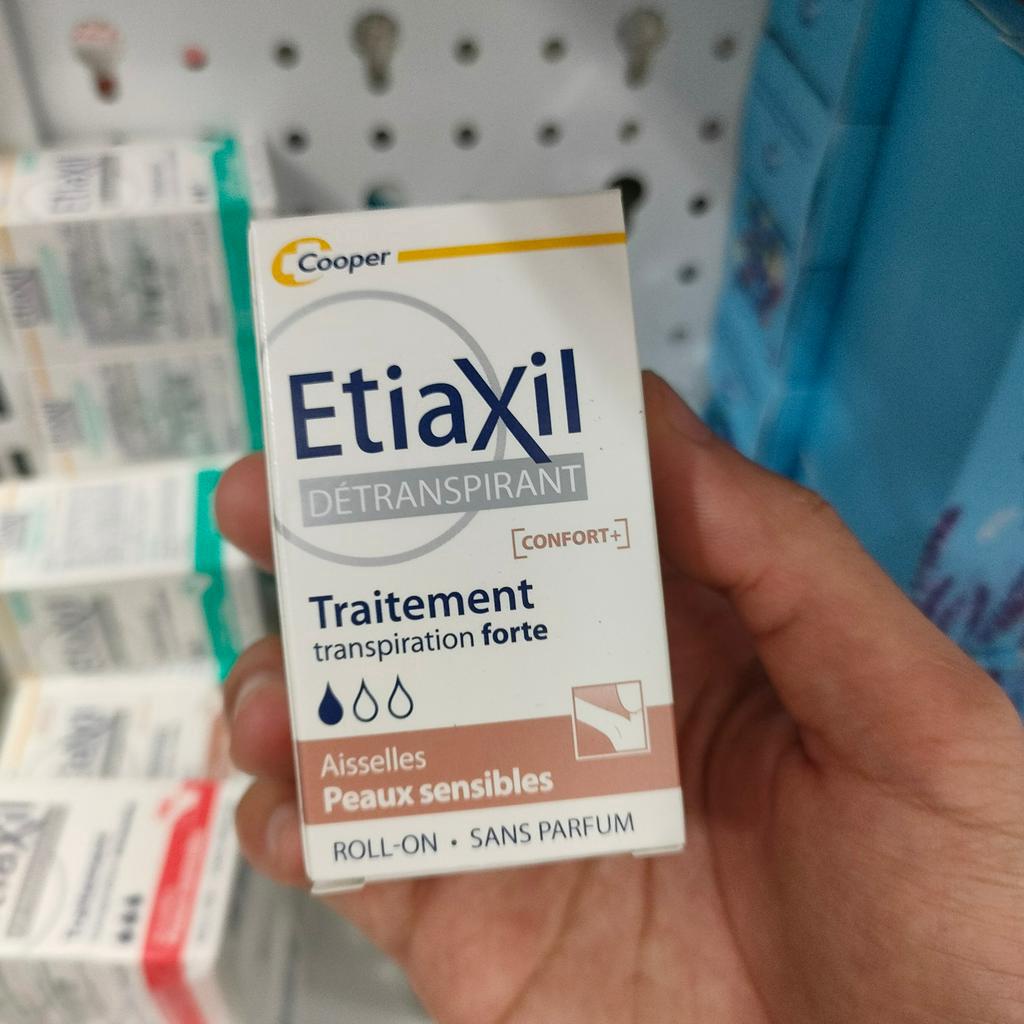 Cooper
EtiaXil
DÉTRANSPIRANT
[CONFORT+]
Traitement
transpiration forte
Aisselles
Peaux sensibles
ROLL-ON • SANS PARFUM